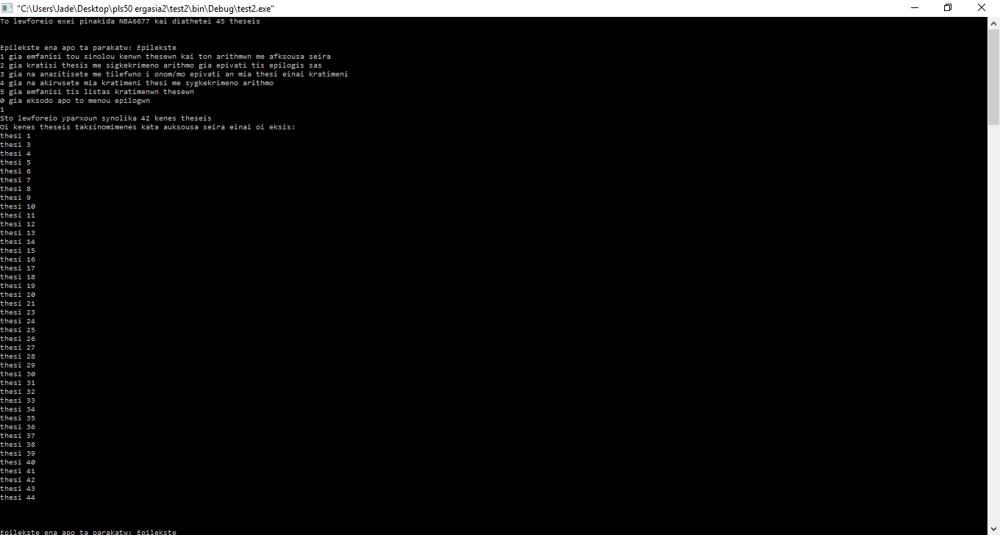 "C:\Users\Jade\Desktop\pls50 ergasia2\test2\bin\Debug\test2.exe"
To lewforeio exei pinakida NBA6677 kai diathetei 45 theseis
Epilekste ena apo ta parakatw: Epilekste
1 gia emfanisi tou sinolou kenwn thesewn kai ton arithmwn me afksousa seira
2 gia kratisi thesis me sigkekrimeno arithmo gia epivati tis epilogis sas
3 gia na anazitisete me tilefwno i onom/mo epivati an mia thesi einai kratimeni
4 gia na akirwsete mia kratimeni thesi me sygkekrimeno arithmo
5 gia emfanisi tis listas kratimenwn thesewn
0 gia eksodo apo to menou epilogwn
1
Sto lewforeio yparxoun synolika 42 kenes theseis
Oi kenes theseis taksinomimenes kata auksousa seira einai oi eksis:
thesi 1
thesi 3
thesi 4
thesi 5
thesi 6
thesi 7
thesi 8
thesi 9
thesi 10
thesi 11
thesi 12
thesi 13
thesi 14
thesi 15
thesi 16
thesi 17
thesi 18
thesi 19
thesi 20
thesi 21
thesi 23
thesi 24
thesi 25
thesi 26
thesi 27
thesi 28
thesi 29
thesi 30
thesi 31
thesi 32
thesi 33
thesi 34
thesi 35
thesi 36
thesi 37
thesi 38
thesi 39
thesi 40
thesi 41
thesi 42
thesi 43
thesi 44
Epilekste ena apo ta parakatw: Epilekste